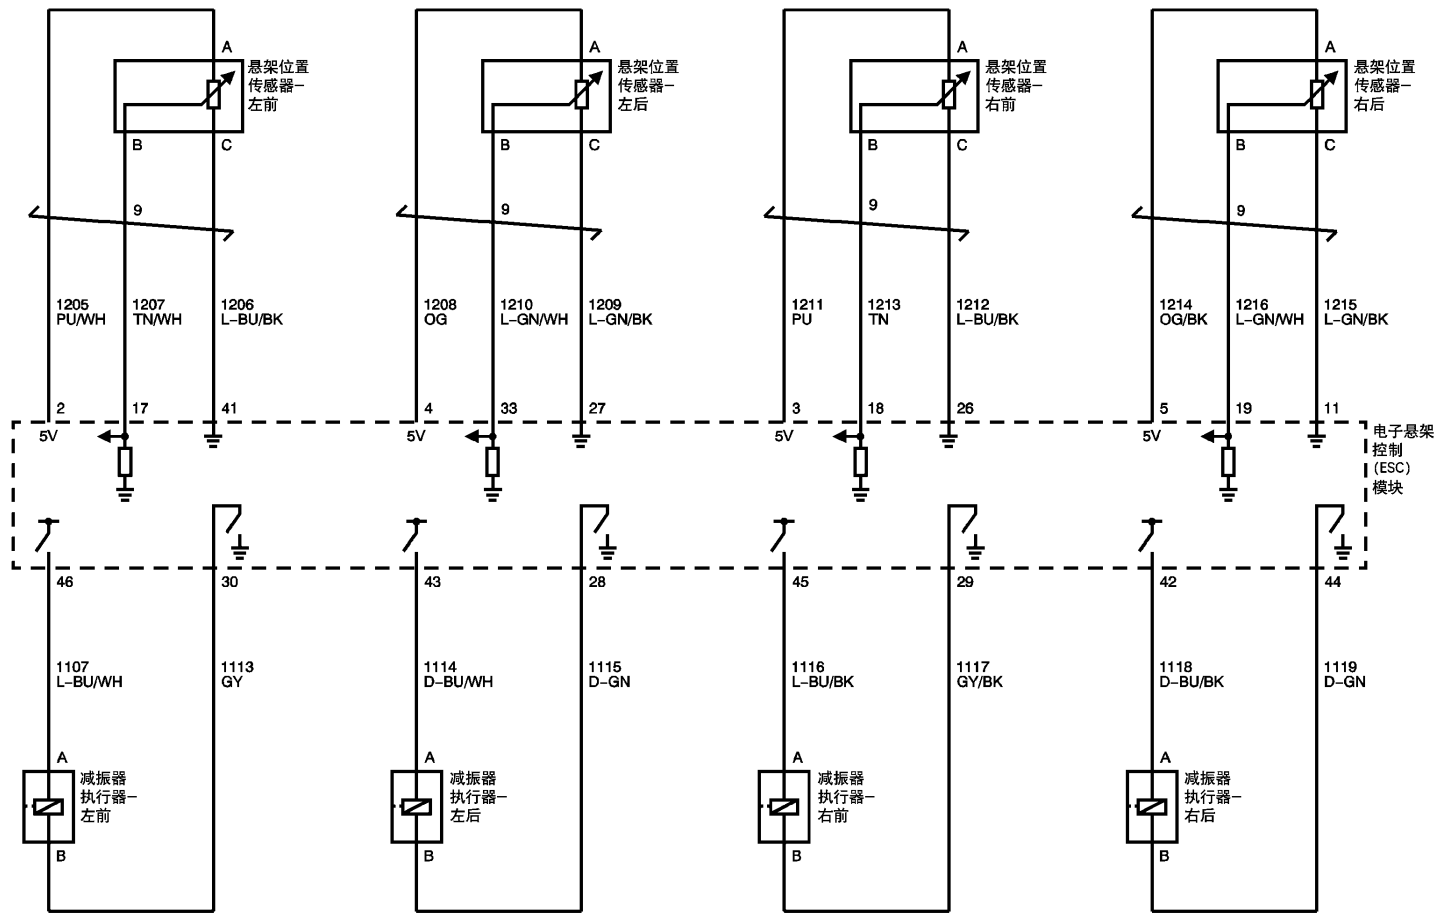 A
悬架位置
传感器-
左前
B
C
A
悬架位置
传感器-
左后
B
C
A
悬架位置
传感器-
右前
B
C
A
悬架位置
传感器-
右后
B
C
9
9
9
9
1205
PU/WH
1207
TN/WH
1206
L-BU/BK
1208
OG
1210
L-GN/WH
1209
L-GN/BK
1211
PU
1213
TN
1212
L-BU/BK
1214
OG/BK
1216
L-GN/WH
1215
L-GN/BK
2
17
41
4
33
27
3
18
26
5
19
11
5V
5V
5V
5V
电子悬架
控制
(ESC)
模块
46
30
43
28
45
29
42
44
1107
L-BU/WH
1113
GY
1114
D-BU/WH
1115
D-GN
1116
L-BU/BK
1117
GY/BK
1118
D-BU/BK
1119
D-GN
A
减振器
执行器-
左前
B
A
减振器
执行器-
左后
B
A
减振器
执行器-
右前
B
A
减振器
执行器-
右后
B